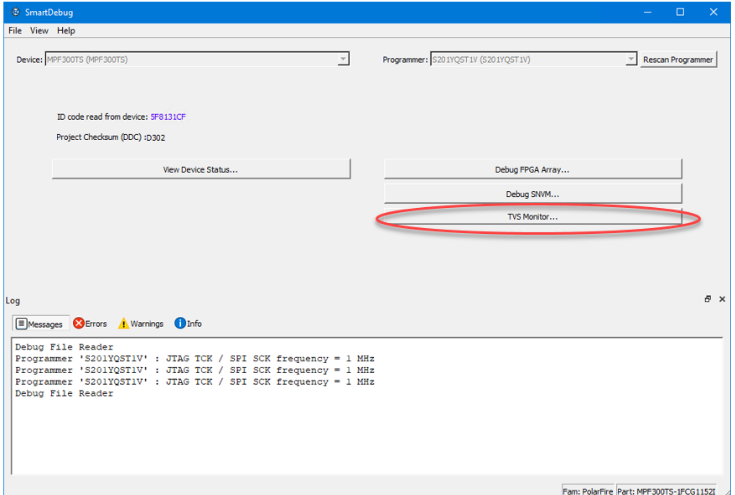 SmartDebug
File View Help
Device: MPF300TS (MPF300TS) Programmer: S201YQST1V (S201YQST1V) Rescan Programmer
ID code read from device: 5F8131CF
Project Checksum (DDC) :D302
View Device Status... Debug FPGA Array...
Debug SNVM...
TVS Monitor...
Log
Messages Errors Warnings Info
Debug File Reader
Programmer 'S201YQST1V' : JTAG TCK / SPI SCK frequency = 1 MHz
Programmer 'S201YQST1V' : JTAG TCK / SPI SCK frequency = 1 MHz
Programmer 'S201YQST1V' : JTAG TCK / SPI SCK frequency = 1 MHz
Debug File Reader
Fam: PolarFire Part: MPF300TS-1FCG1152I